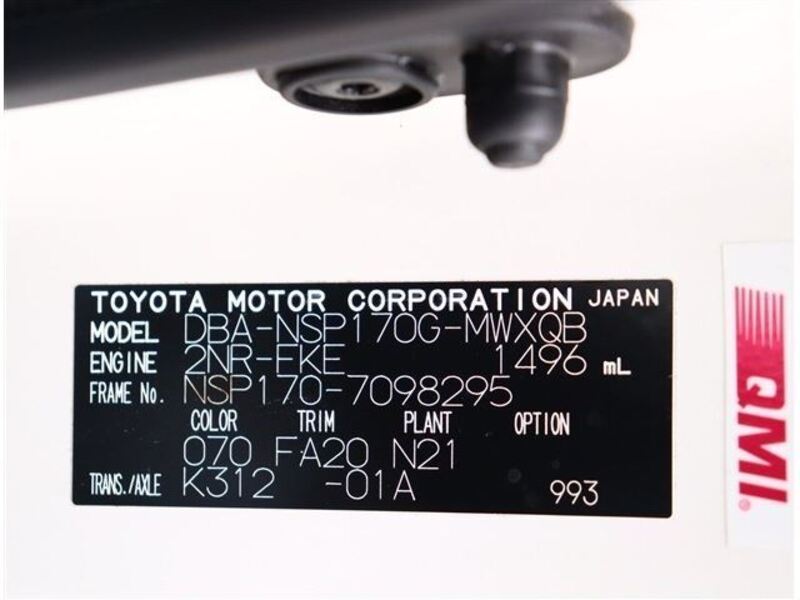 TOYOTA MOTOR CORPORATION JAPAN
MODEL DBA-NSP170G-MWXQB
ENGINE 2NR-FKE 1496 mL
FRAME No. NSP170-7098295
COLOR TRIM PLANT OPTION
070 FA20 N21
TRANS./AXLE K312 -01A 993
QMI®